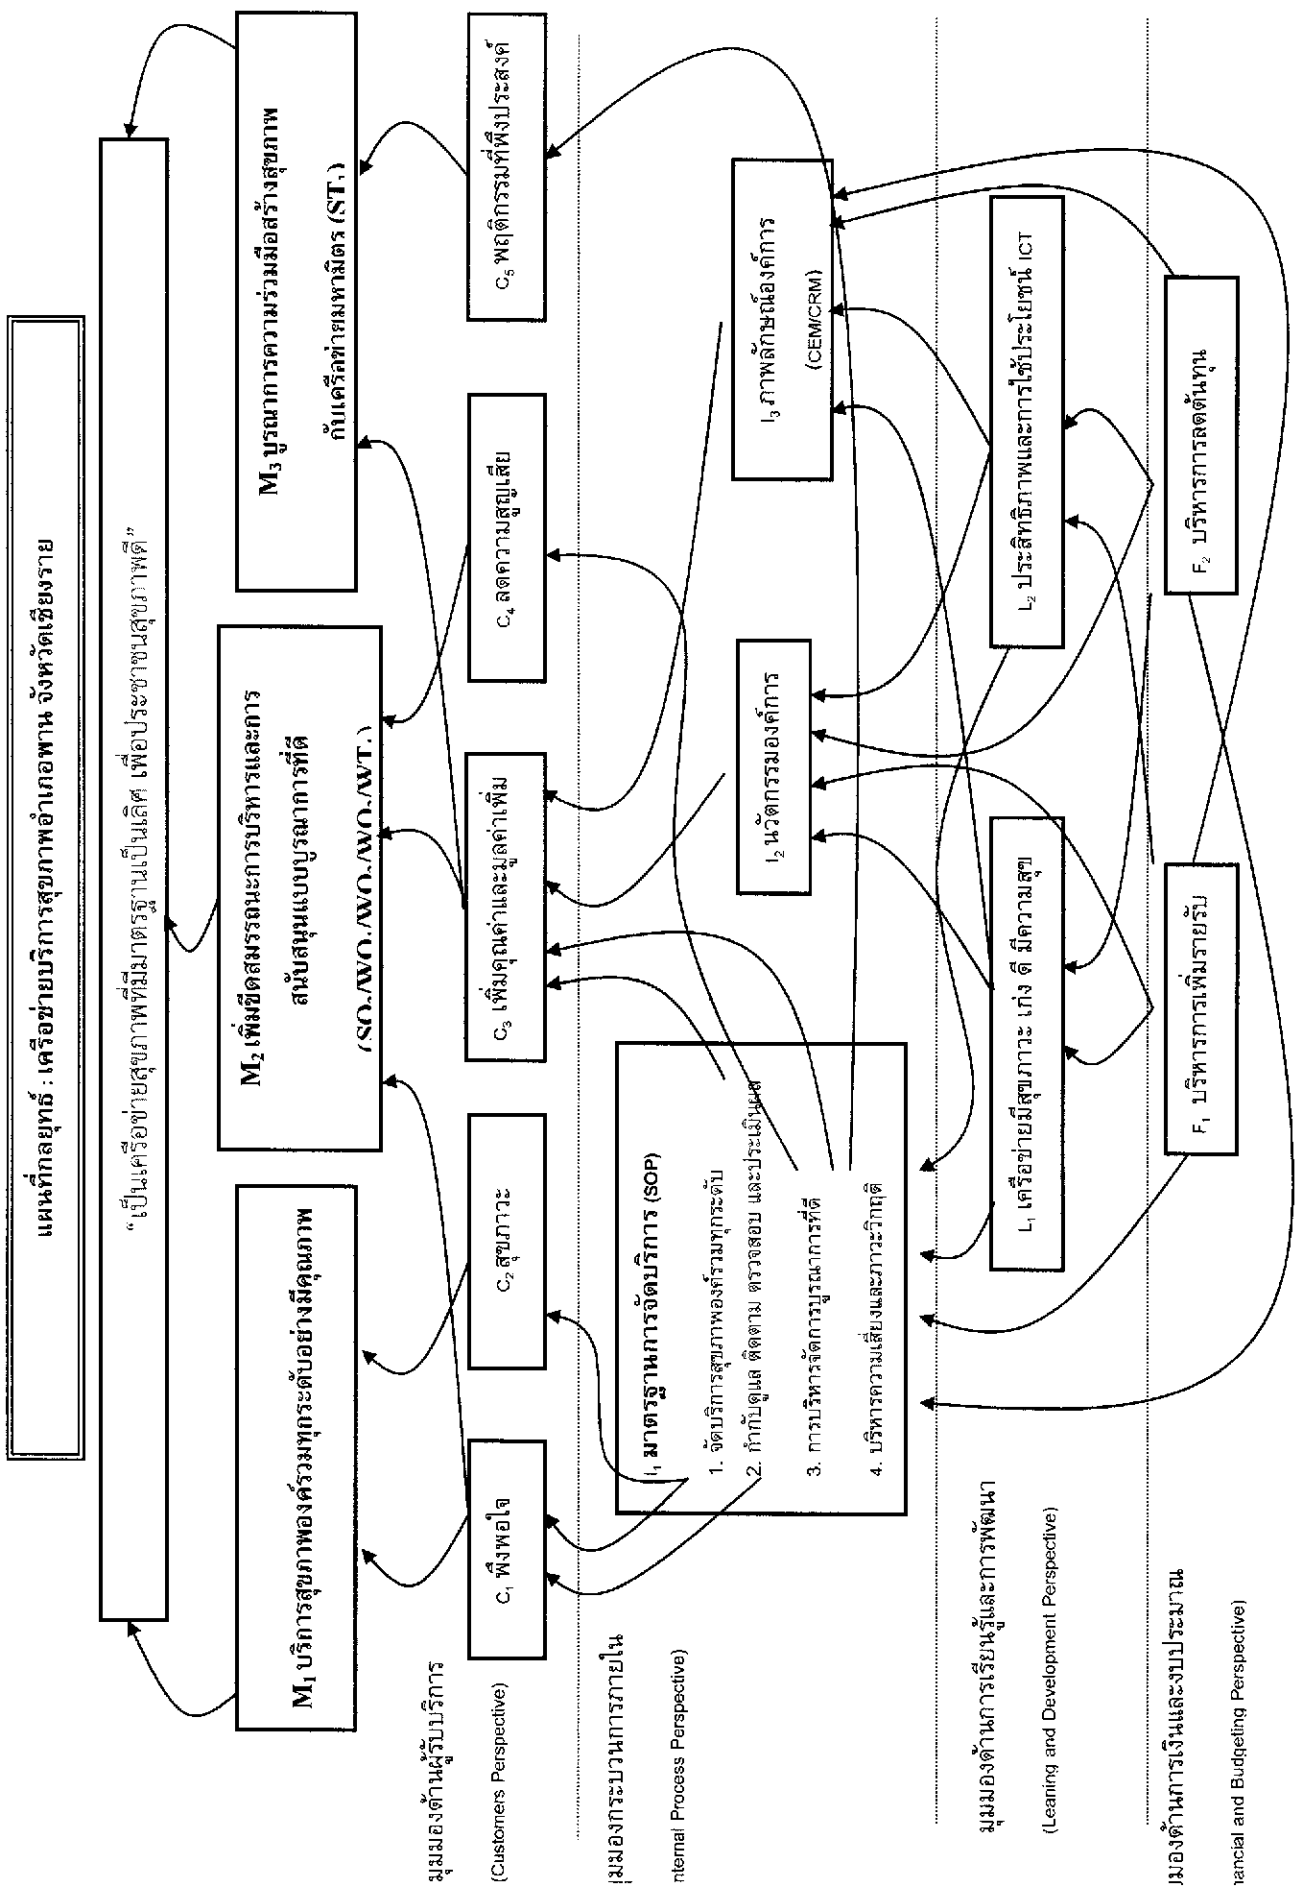 แผนที่กลยุทธ์ : เครือข่ายบริการสุขภาพอำเภอพาน จังหวัดเชียงราย
“เป็นเครือข่ายสุขภาพที่มีมาตรฐานเป็นเลิศ เพื่อประชาชนสุขภาพดี”
M1 บริการสุขภาพองค์รวมทุกระดับอย่างมีคุณภาพ
M2 เพิ่มขีดสมรรถนะการบริหารและการ
สนับสนุนแบบบูรณาการที่ดี
(SO./WO./WO./WO./WT.)
M3 บูรณาการความร่วมมือสร้างสุขภาพ
กับเครือข่ายมหามิตร (ST.)
มุมมองด้านผู้รับบริการ
(Customers Perspective)
C1 พึงพอใจ
C2 สุขภาวะ
C3 เพิ่มคุณค่าและมูลค่าเพิ่ม
C4 ลดความสูญเสีย
C5 พฤติกรรมที่พึงประสงค์
มุมมองกระบวนการภายใน
nternal Process Perspective)
I1 มาตรฐานการจัดบริการ (SOP)
1. จัดบริการสุขภาพองค์รวมทุกระดับ
2. กำกับดูแล ติดตาม ตรวจสอบ และประเมินผล
3. การบริหารจัดการบูรณาการที่ดี
4. บริหารความเสี่ยงและภาวะวิกฤติ
I2 นวัตกรรมองค์การ
I3 ภาพลักษณ์องค์การ
(CEM/CRM)
มุมมองด้านการเรียนรู้และการพัฒนา
(Leaning and Development Perspective)
L1 เครือข่ายมีสุขภาวะ เก่ง ดี มีความสุข
L2 ประสิทธิภาพและการใช้ประโยชน์ ICT
มมองด้านการเงินและงบประมาณ
nancial and Budgeting Perspective)
F1 บริหารการเพิ่มรายรับ
F2 บริหารการลดต้นทุน